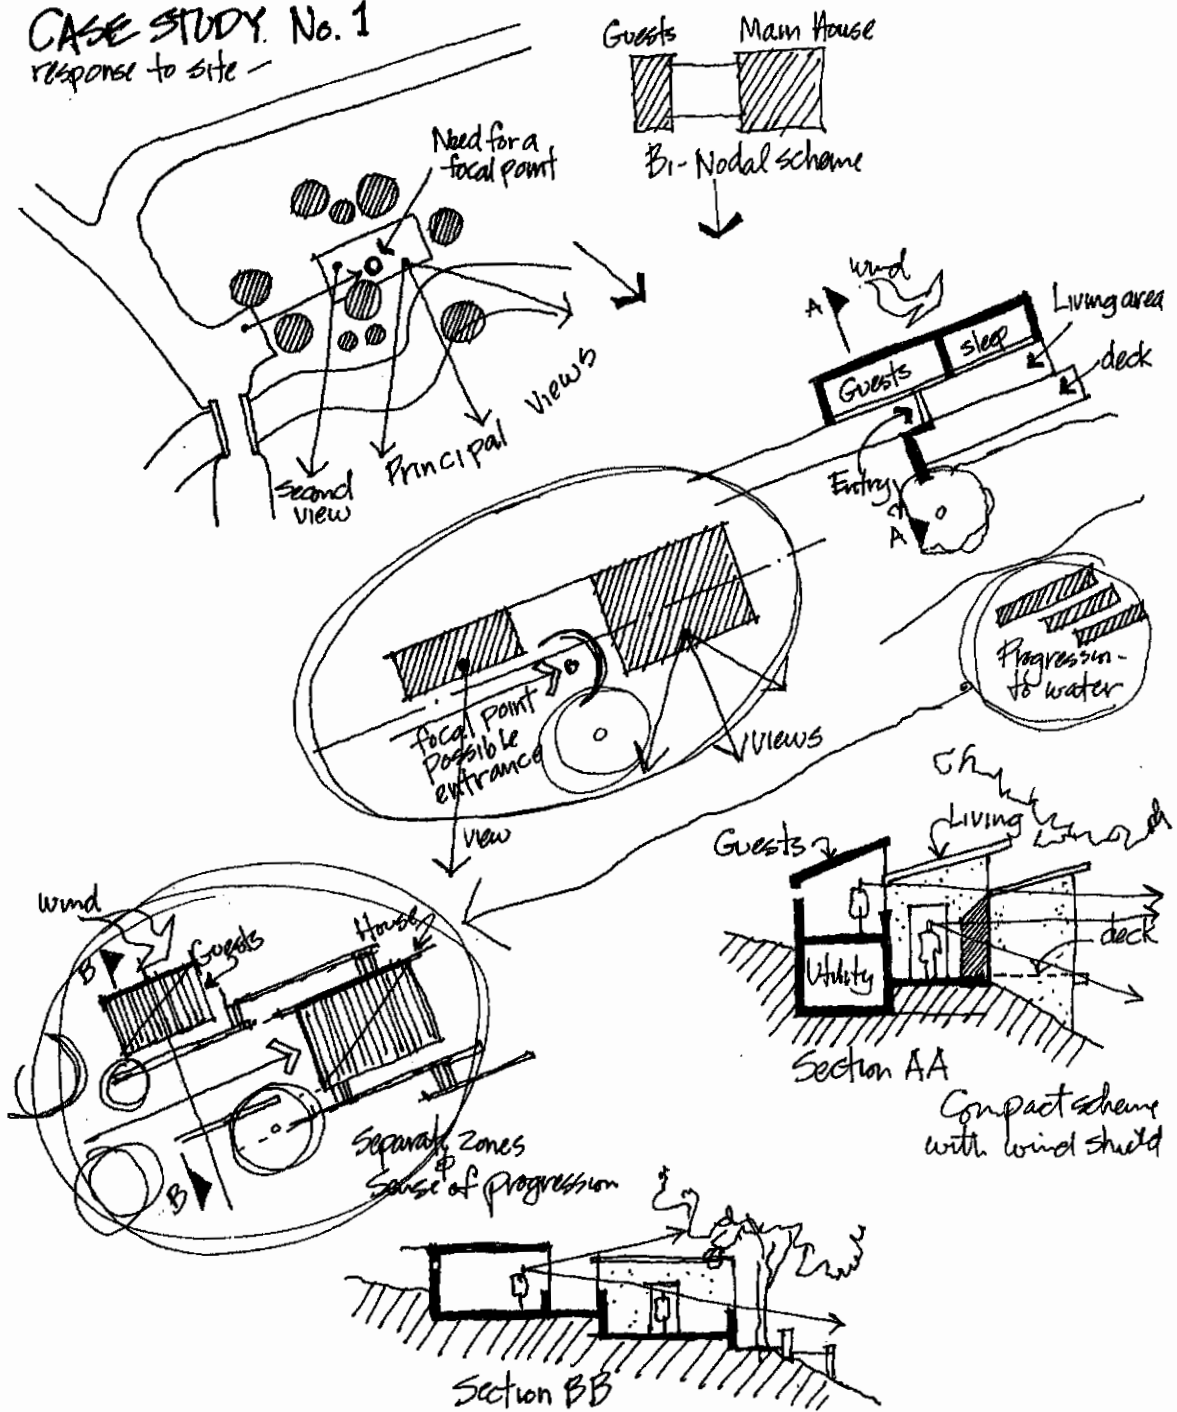 CASE STUDY No. 1
response to site —
Guests
Main House
Bi-Nodal scheme
Need for a
focal point
Views
Principal
Second
view
wind
A
Living area
sleep
Guests
deck
Entry
A
Progression
to water
B
focal point
possible
entrance
views
view
Guests
Living
Utility
deck
Section AA
Compact scheme
with wind shield
wind
B
Guests
House
B
Separate zones
&
Sense of progression
Section BB